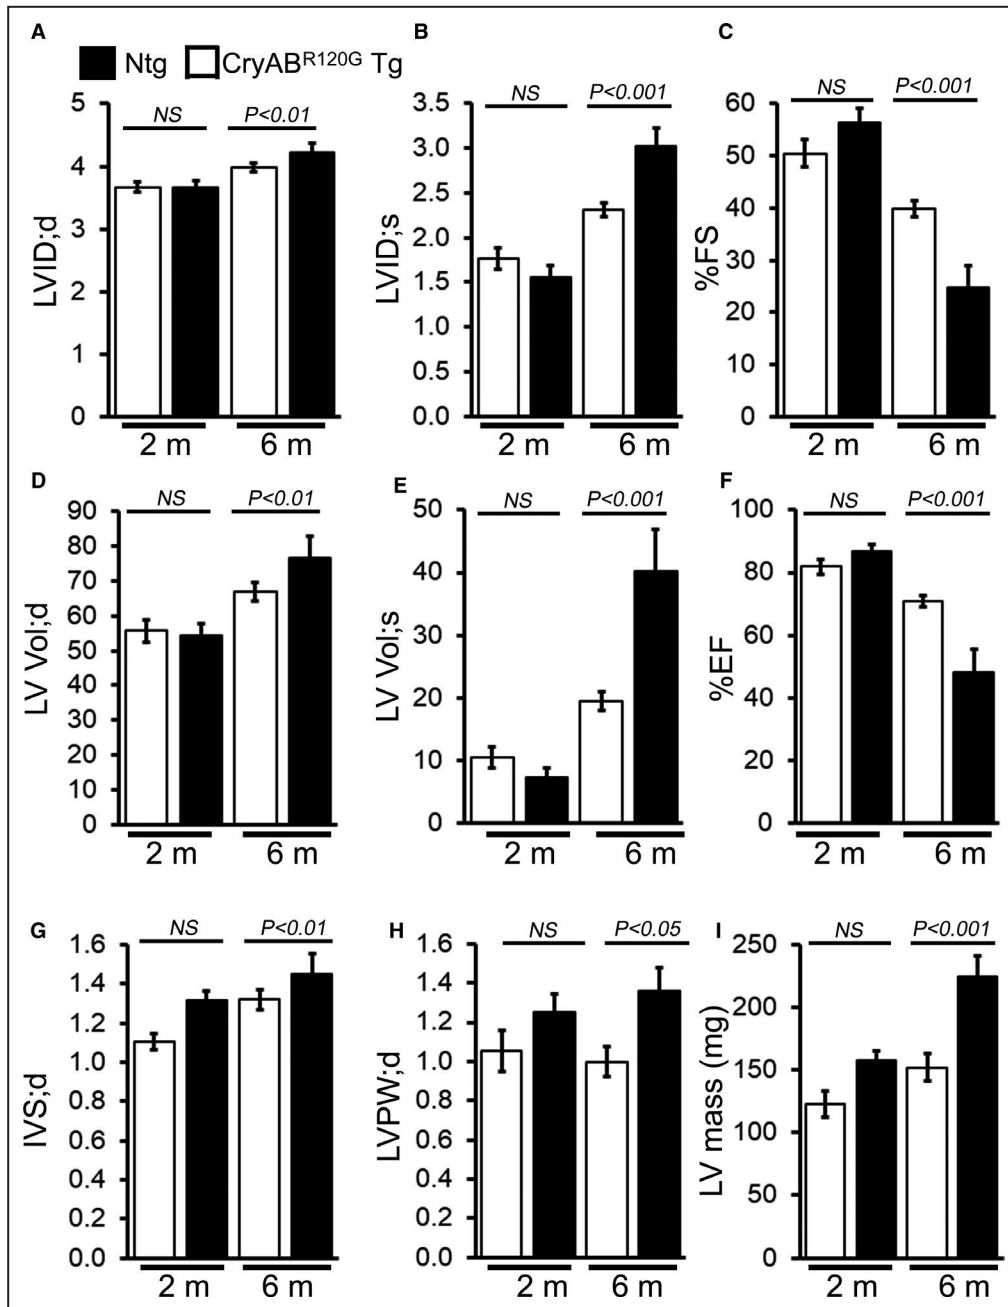 A
B
C
Ntg CryABR120G Tg
NS P<0.01
NS P<0.001
NS P<0.001
LVID;d
5
4
3
2
1
0
2 m 6 m
LVID;s
3.5
3.0
2.5
2.0
1.5
1.0
0.5
0.0
2 m 6 m
%FS
60
50
40
30
20
10
0
2 m 6 m
D
NS P<0.01
LV Vol;d
90
80
70
60
50
40
30
20
10
0
2 m 6 m
E
NS P<0.001
LV Vol;s
50
40
30
20
10
0
2 m 6 m
F
NS P<0.001
%EF
100
80
60
40
20
0
2 m 6 m
G
NS P<0.01
IVS;d
1.6
1.4
1.2
1.0
0.8
0.6
0.4
0.2
0.0
2 m 6 m
H
NS P<0.05
LVPW;d
1.6
1.4
1.2
1.0
0.8
0.6
0.4
0.2
0.0
2 m 6 m
I
NS P<0.001
LV mass (mg)
250
200
150
100
50
0
2 m 6 m